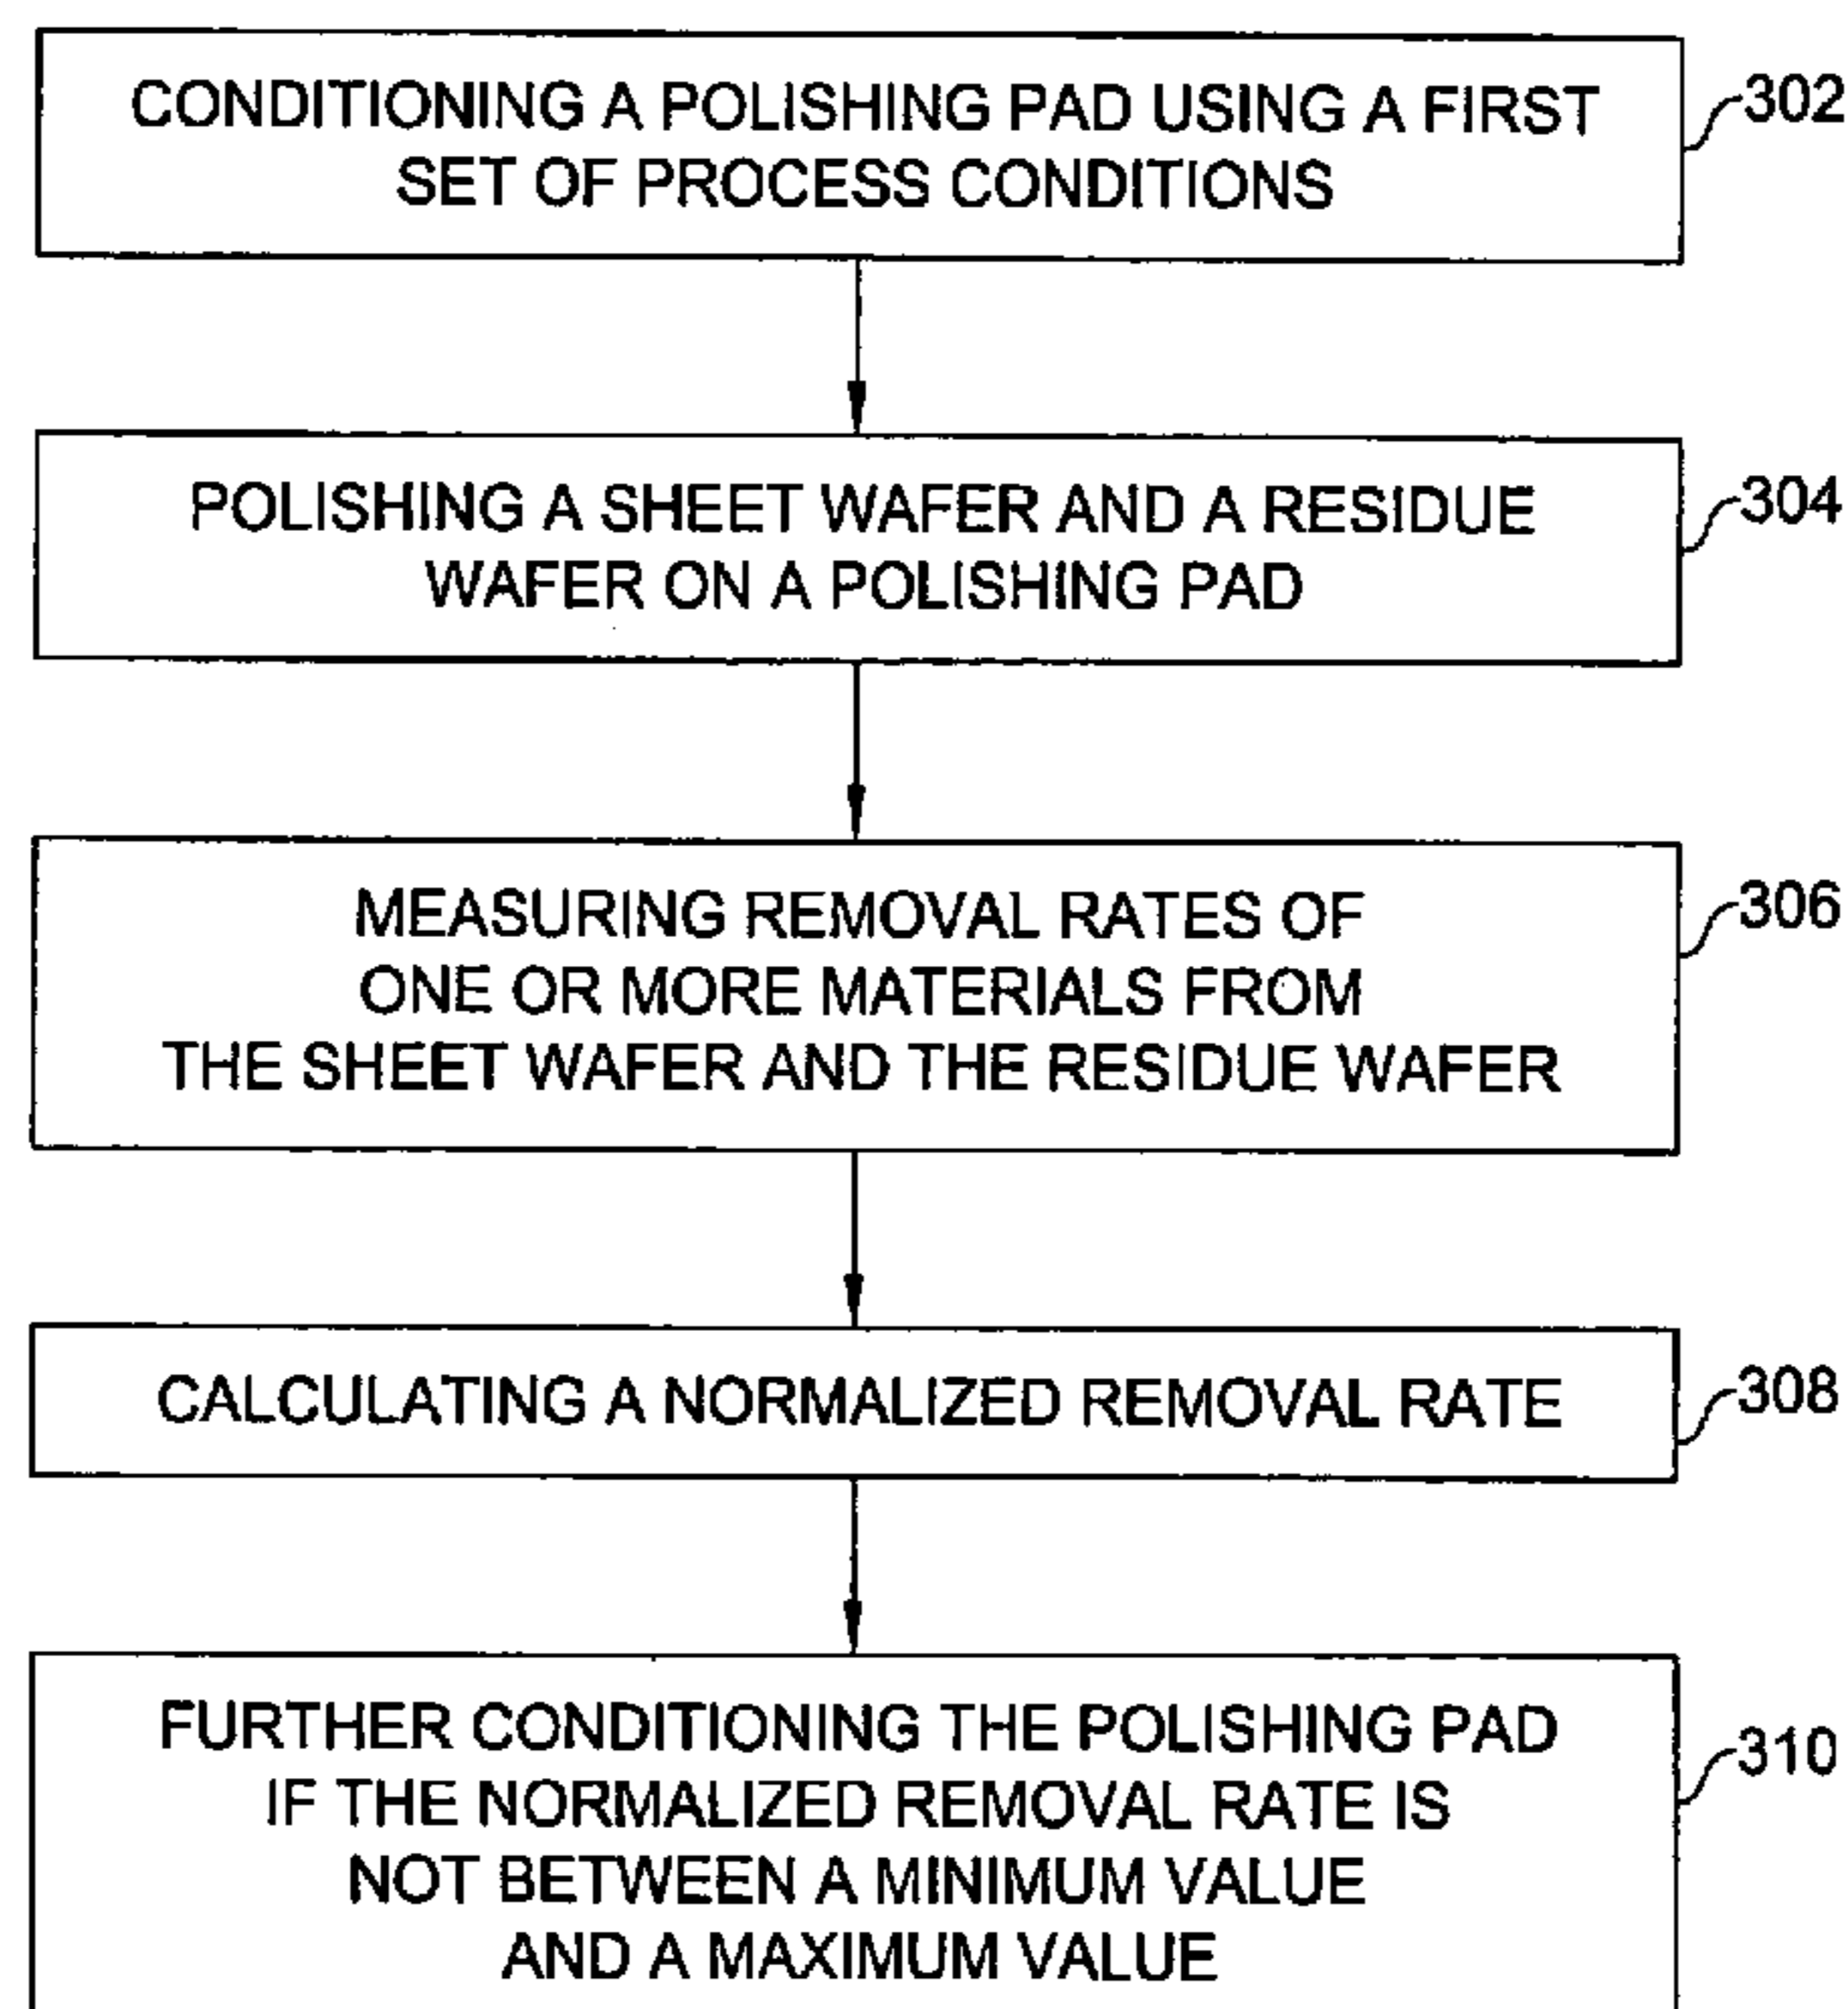 CONDITIONING A POLISHING PAD USING A FIRST
SET OF PROCESS CONDITIONS
302
POLISHING A SHEET WAFER AND A RESIDUE
WAFER ON A POLISHING PAD
304
MEASURING REMOVAL RATES OF
ONE OR MORE MATERIALS FROM
THE SHEET WAFER AND THE RESIDUE WAFER
306
CALCULATING A NORMALIZED REMOVAL RATE
308
FURTHER CONDITIONING THE POLISHING PAD
IF THE NORMALIZED REMOVAL RATE IS
NOT BETWEEN A MINIMUM VALUE
AND A MAXIMUM VALUE
310